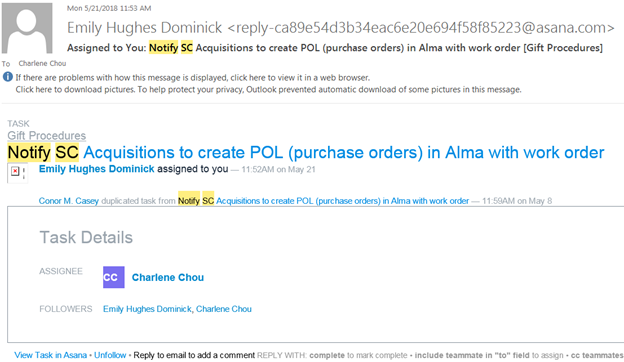 Mon 5/21/2018 11:53 AM
Emily Hughes Dominick <reply-ca89e54d3b34eac6e20e694f58f85223@asana.com>
Assigned to You: Notify SC Acquisitions to create POL (purchase orders) in Alma with work order [Gift Procedures]
To Charlene Chou
If there are problems with how this message is displayed, click here to view it in a web browser.
Click here to download pictures. To help protect your privacy, Outlook prevented automatic download of some pictures in this message.
TASK
Gift Procedures
Notify SC Acquisitions to create POL (purchase orders) in Alma with work order
Emily Hughes Dominick assigned to you — 11:52AM on May 21
Conor M. Casey duplicated task from Notify SC Acquisitions to create POL (purchase orders) in Alma with work order — 11:59AM on May 8
Task Details
ASSIGNEE CC Charlene Chou
FOLLOWERS Emily Hughes Dominick, Charlene Chou
View Task in Asana • Unfollow • Reply to email to add a comment REPLY WITH: complete to mark complete • include teammate in "to" field to assign • cc teammates